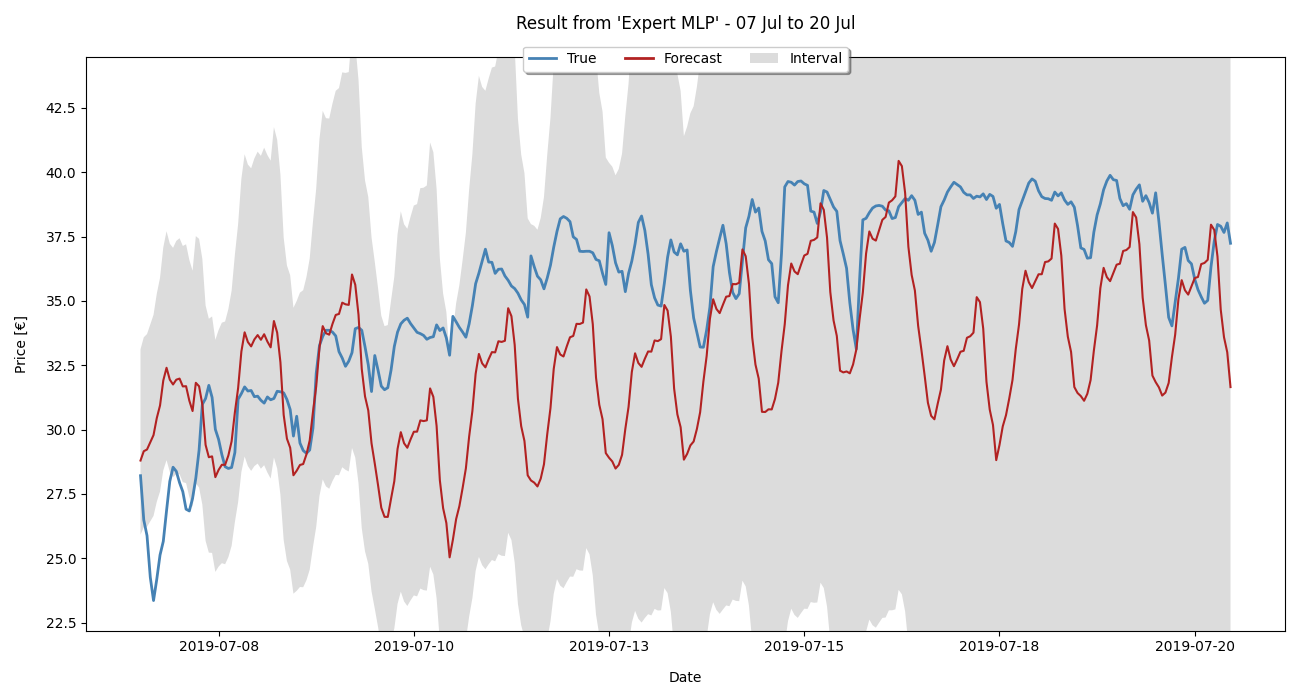 Result from 'Expert MLP' - 07 Jul to 20 Jul
True Forecast Interval
Price [€]
42.5
40.0
37.5
35.0
32.5
30.0
27.5
25.0
22.5
2019-07-08 2019-07-10 2019-07-13 2019-07-15 2019-07-18 2019-07-20
Date